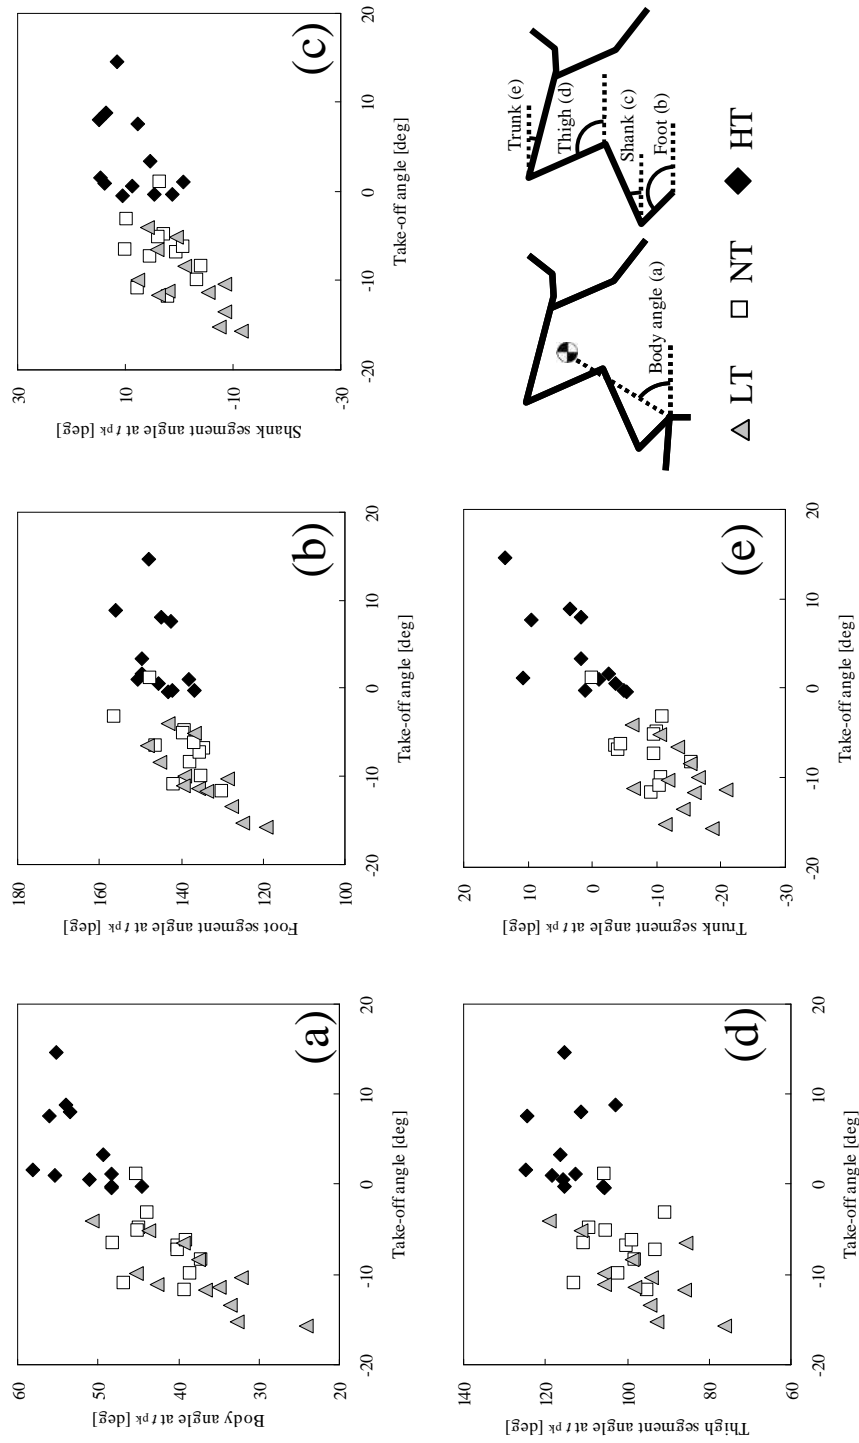 Body angle at t pk [deg]
60
50
40
30
20
-20
-10
0
10
20
Take-off angle [deg]
(a)
Foot segment angle at t pk [deg]
180
160
140
120
100
-20
-10
0
10
20
Take-off angle [deg]
(b)
Shank segment angle at t pk [deg]
30
10
-10
-30
-20
-10
0
10
20
Take-off angle [deg]
(c)
Thigh segment angle at t pk [deg]
140
120
100
80
60
-20
-10
0
10
20
Take-off angle [deg]
(d)
Trunk segment angle at t pk [deg]
20
10
0
-10
-20
-30
-20
-10
0
10
20
Take-off angle [deg]
(e)
Body angle (a)
Trunk (e)
Thigh (d)
Shank (c)
Foot (b)
LT NT HT